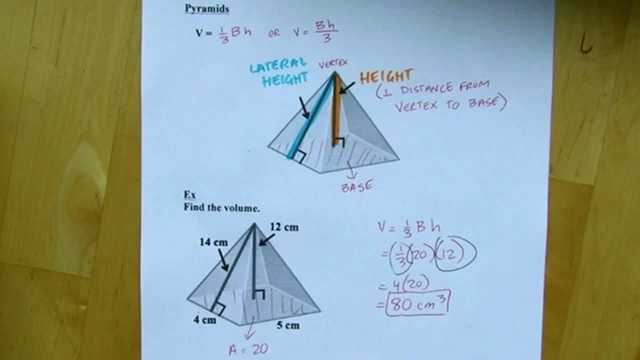 Pyramids
V = 1/3 Bh OR V = Bh/3
LATERAL HEIGHT
VERTEX
HEIGHT
(⊥ DISTANCE FROM
VERTEX TO BASE)
BASE
Ex
Find the volume.
14 cm
12 cm
4 cm
5 cm
A = 20
V = 1/3 B h
= (1/3)(20)(12)
= 4(20)
= 80 cm³